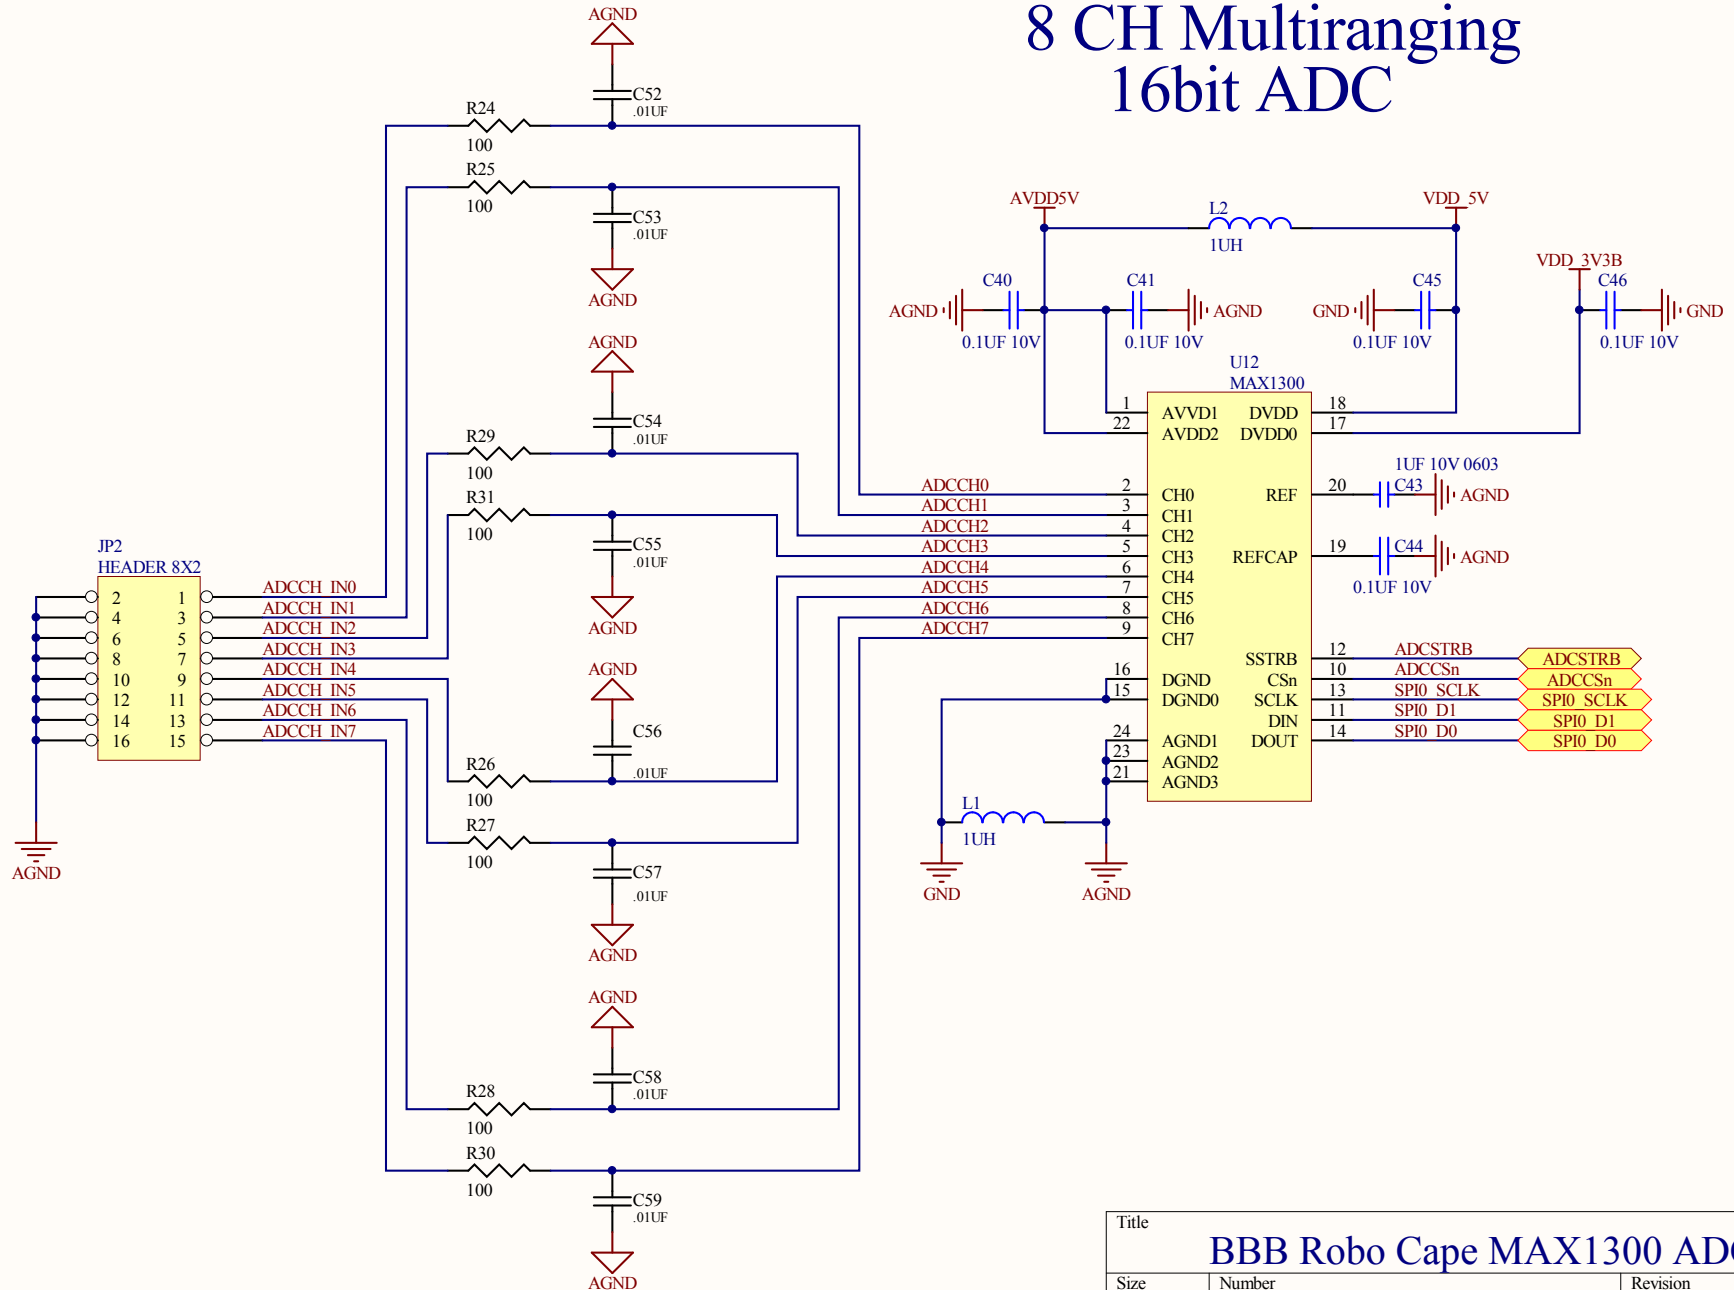 8 CH Multiranging
16bit ADC
AGND
C52
.01UF
R24
100
R25
100
C53
.01UF
AGND
AGND
C54
.01UF
R29
100
R31
100
C55
.01UF
AGND
JP2
HEADER 8X2
2 1 ADCCH_IN0
4 3 ADCCH_IN1
6 5 ADCCH_IN2
8 7 ADCCH_IN3
10 9 ADCCH_IN4
12 11 ADCCH_IN5
14 13 ADCCH_IN6
16 15 ADCCH_IN7
AGND
AGND
C56
.01UF
R26
100
R27
100
C57
.01UF
AGND
AGND
C58
.01UF
R28
100
R30
100
C59
.01UF
AGND
AVDD5V
L2
1UH
VDD_5V
VDD_3V3B
AGND
C40
0.1UF 10V
C41
0.1UF 10V
AGND
GND
C45
0.1UF 10V
C46
0.1UF 10V
GND
U12
MAX1300
1 AVVD1 DVDD 18
22 AVDD2 DVDD0 17
ADCCH0 2 CH0 REF 20
ADCCH1 3 CH1
ADCCH2 4 CH2
ADCCH3 5 CH3 REFCAP 19
ADCCH4 6 CH4
ADCCH5 7 CH5
ADCCH6 8 CH6
ADCCH7 9 CH7
1UF 10V 0603
C43
AGND
C44
0.1UF 10V
AGND
SSTRB 12 ADCSTRB ADCSTRB
16 DGND CSn 10 ADCCSn ADCCSn
15 DGND0 SCLK 13 SPI0_SCLK SPI0_SCLK
DIN 11 SPI0_D1 SPI0_D1
24 AGND1 DOUT 14 SPI0_D0 SPI0_D0
23 AGND2
21 AGND3
L1
1UH
GND
AGND
Title
BBB Robo Cape MAX1300
Size Number Revision